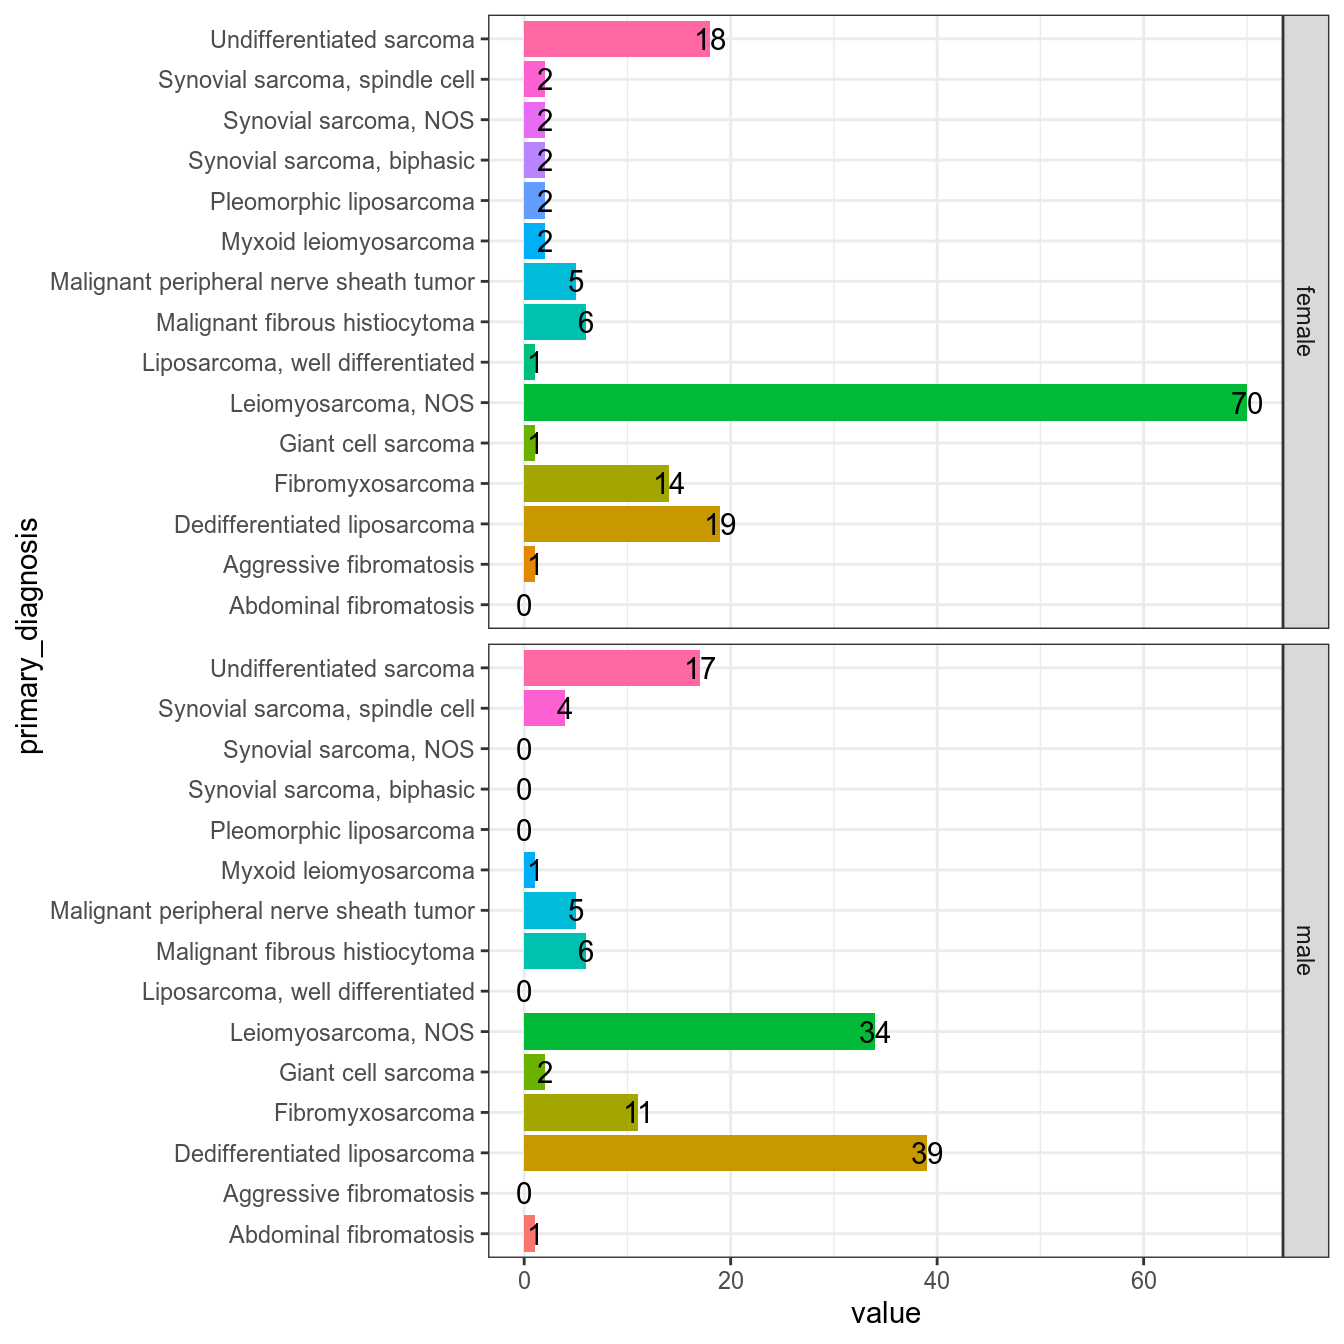 primary_diagnosis
Undifferentiated sarcoma 18
Synovial sarcoma, spindle cell 2
Synovial sarcoma, NOS 2
Synovial sarcoma, biphasic 2
Pleomorphic liposarcoma 2
Myxoid leiomyosarcoma 2
Malignant peripheral nerve sheath tumor 5
Malignant fibrous histiocytoma 6
Liposarcoma, well differentiated 1
Leiomyosarcoma, NOS 70
Giant cell sarcoma 1
Fibromyxosarcoma 14
Dedifferentiated liposarcoma 19
Aggressive fibromatosis 1
Abdominal fibromatosis 0
female
Undifferentiated sarcoma 17
Synovial sarcoma, spindle cell 4
Synovial sarcoma, NOS 0
Synovial sarcoma, biphasic 0
Pleomorphic liposarcoma 0
Myxoid leiomyosarcoma 1
Malignant peripheral nerve sheath tumor 5
Malignant fibrous histiocytoma 6
Liposarcoma, well differentiated 0
Leiomyosarcoma, NOS 34
Giant cell sarcoma 2
Fibromyxosarcoma 11
Dedifferentiated liposarcoma 39
Aggressive fibromatosis 0
Abdominal fibromatosis 1
male
0 20 40 60
value